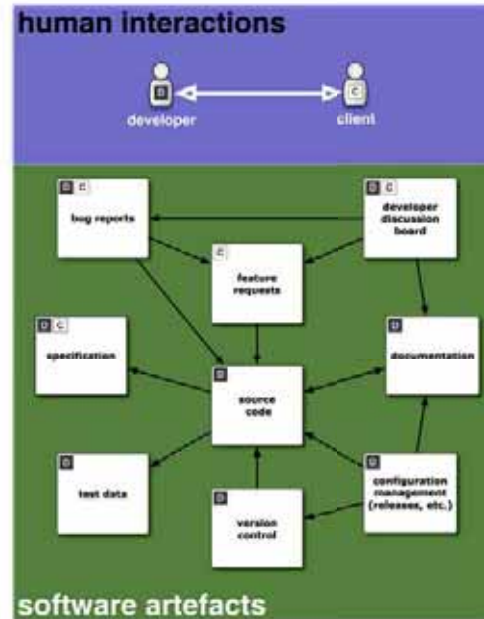 human interactions
D
C
developer
client
D C
bug reports
D C
developer
discussion
board
C
feature
requests
D C
specification
D
source
code
D
documentation
D
test data
D
version
control
D
configuration
management
(releases, etc.)
software artefacts